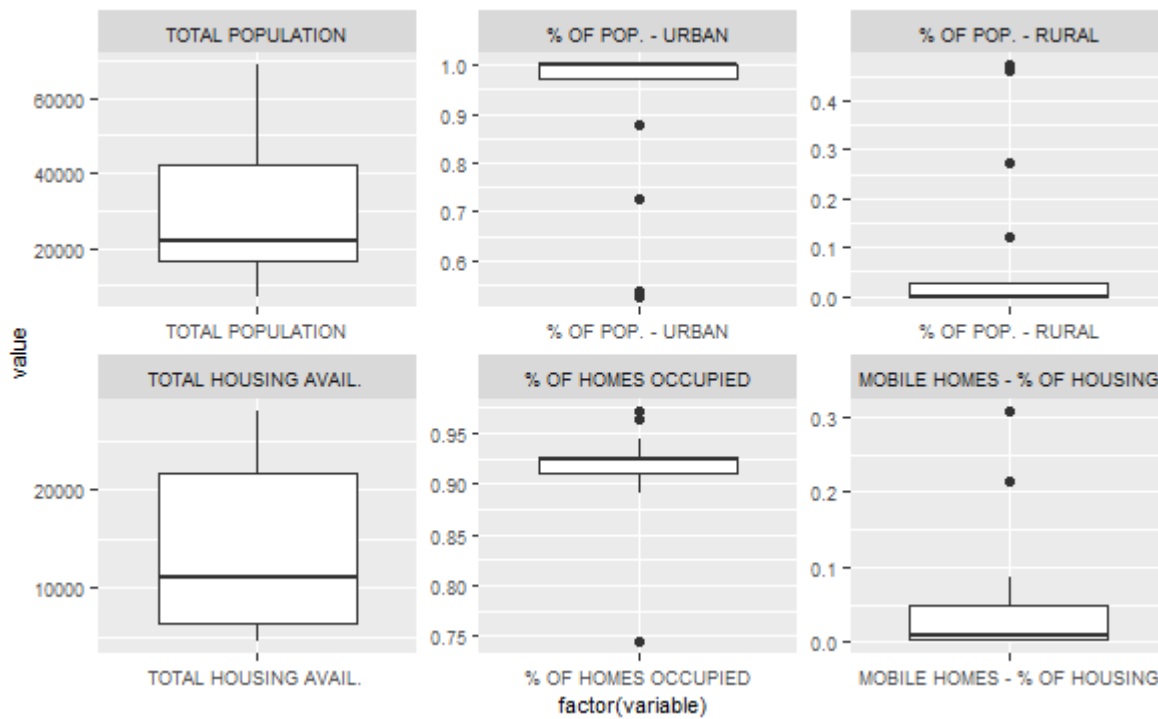 TOTAL POPULATION
% OF POP. - URBAN
% OF POP. - RURAL
60000
40000
20000
1.0
0.9
0.8
0.7
0.6
0.4
0.3
0.2
0.1
0.0
TOTAL POPULATION
% OF POP. - URBAN
% OF POP. - RURAL
value
TOTAL HOUSING AVAIL.
% OF HOMES OCCUPIED
MOBILE HOMES - % OF HOUSING
20000
10000
0.95
0.90
0.85
0.80
0.75
0.3
0.2
0.1
0.0
TOTAL HOUSING AVAIL.
% OF HOMES OCCUPIED
MOBILE HOMES - % OF HOUSING
factor(variable)